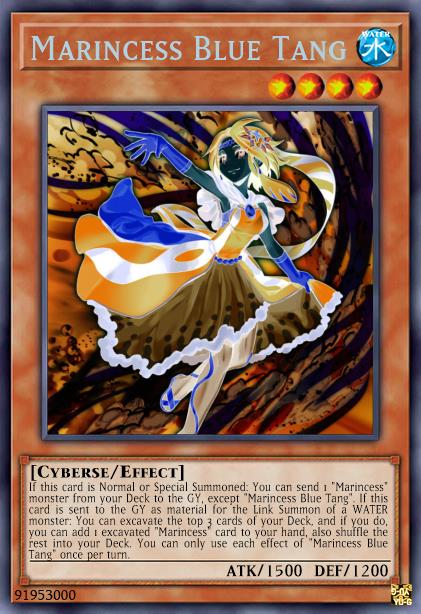 Marincess Blue Tang
WATER
水
[Cyberse/Effect]
If this card is Normal or Special Summoned: You can send 1 "Marincess"
monster from your Deck to the GY, except "Marincess Blue Tang". If this
card is sent to the GY as material for the Link Summon of a WATER
monster: You can excavate the top 3 cards of your Deck, and if you do,
you can add 1 excavated "Marincess" card to your hand, also shuffle the
rest into your Deck. You can only use each effect of "Marincess Blue
Tang" once per turn.
ATK/1500 DEF/1200
91953000